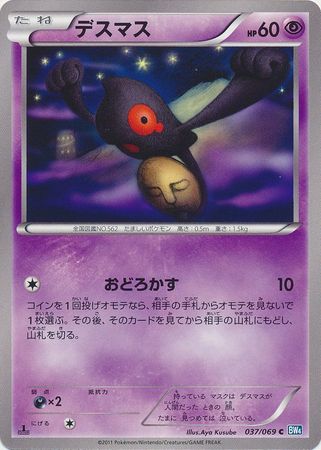 たね
デスマス
HP60
全国図鑑NO.562 たましいポケモン 高さ:0.5m 重さ:1.5kg
おどろかす 10
コインを1回投げオモテなら、相手の手札からオモテを見ないで
1枚選ぶ。その後、そのカードを見てから相手の山札にもどし、
山札を切る。
弱点 抵抗力
×2
にげる
持っている マスクは デスマスが
人間だった ときの 顔。
たまに 見つめては 泣いている。
Illus.Aya Kusube 037/069 C BW4
©2011 Pokémon/Nintendo/Creatures/GAME FREAK.